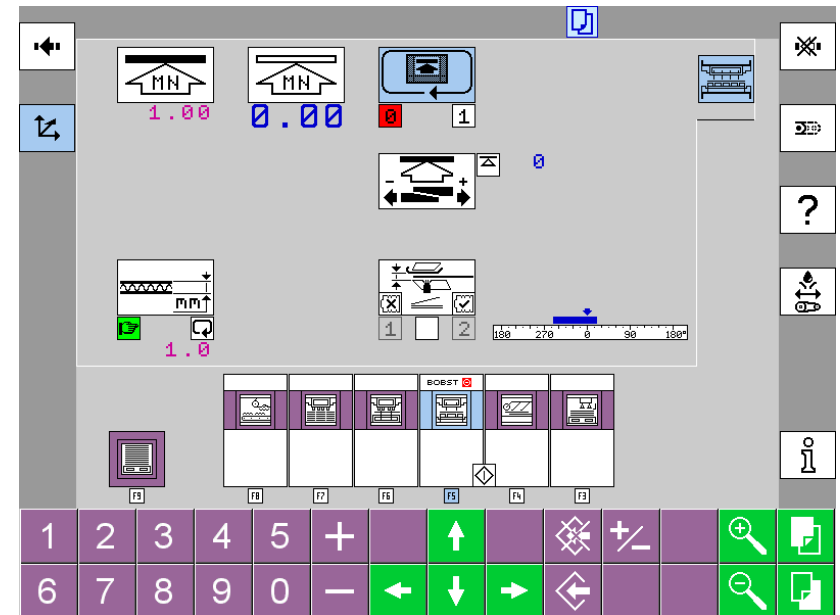 MN MN
1.00 0.00 0 1
- +
0
mm
1 2
180 270 0 90 180°
1.0
BOBST
F9 F8 F7 F6 F5 F4 F3
?
i
1 2 3 4 5 + +/-
6 7 8 9 0 -